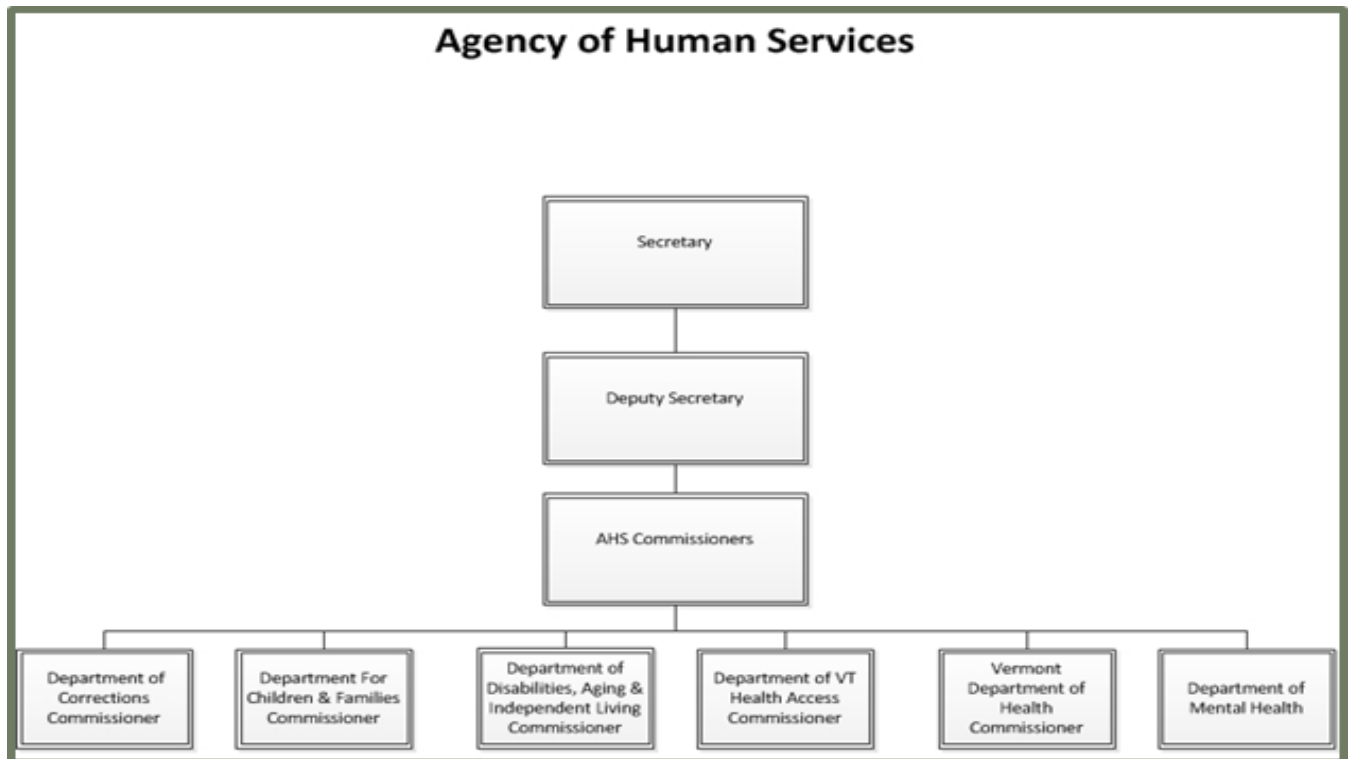 Agency of Human Services
Secretary
Deputy Secretary
AHS Commissioners
Department of
Corrections
Commissioner
Department For
Children & Families
Commissioner
Department of
Disabilities, Aging &
Independent Living
Commissioner
Department of VT
Health Access
Commissioner
Vermont
Department of
Health
Commissioner
Department of
Mental Health